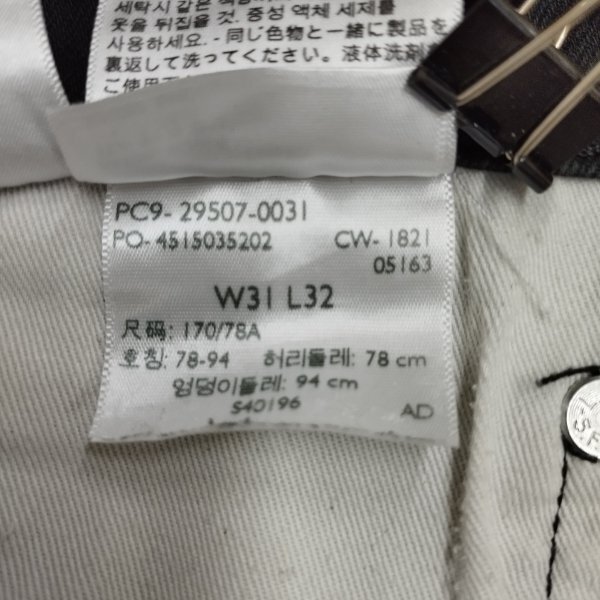 세탁시 같은
옷을 뒤집을 것. 중성 액체 세제를
사용하세요. - 同じ色物と一緒に製品を
裏返して洗ってください。液体洗剤
ご使用
PC9- 29507-0031
PO- 4515035202 CW- 1821
05163
W31 L32
尺码: 170/78A
호칭: 78-94 허리둘레: 78 cm
엉덩이둘레: 94 cm
S40196 AD